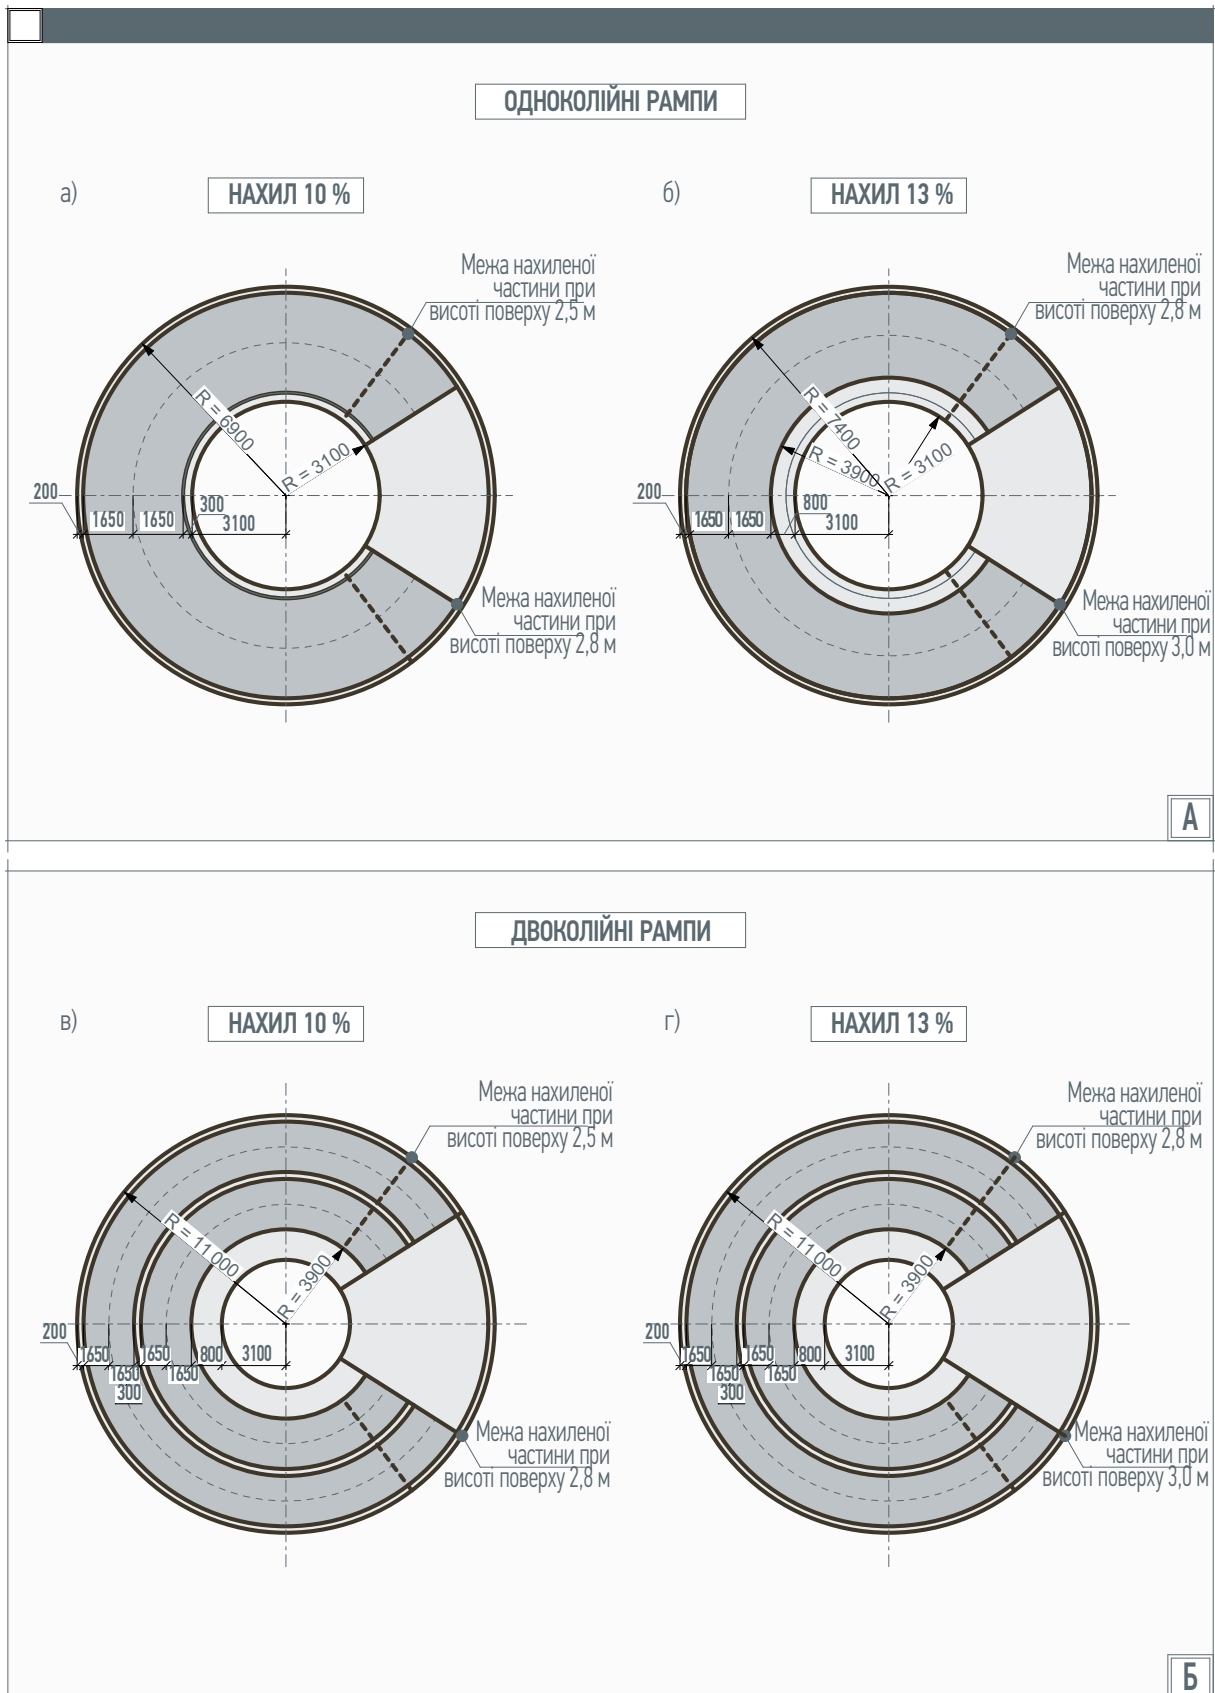 ОДНОКОЛІЙНІ РАМПИ
а)
НАХИЛ 10 %
б)
НАХИЛ 13 %
Межа нахиленої
частини при
висоті поверху 2,5 м
R = 6900
R = 3100
200
1650
1650
300
3100
Межа нахиленої
частини при
висоті поверху 2,8 м
Межа нахиленої
частини при
висоті поверху 2,8 м
R = 7400
R = 3900
R = 3100
200
1650
1650
800
3100
Межа нахиленої
частини при
висоті поверху 3,0 м
А
ДВОКОЛІЙНІ РАМПИ
в)
НАХИЛ 10 %
г)
НАХИЛ 13 %
Межа нахиленої
частини при
висоті поверху 2,5 м
R = 11 000
R = 3900
200
1650
1650
300
1650
1650
800
3100
Межа нахиленої
частини при
висоті поверху 2,8 м
Межа нахиленої
частини при
висоті поверху 2,8 м
R = 11 000
R = 3900
200
1650
1650
300
1650
1650
800
3100
Межа нахиленої
частини при
висоті поверху 3,0 м
Б